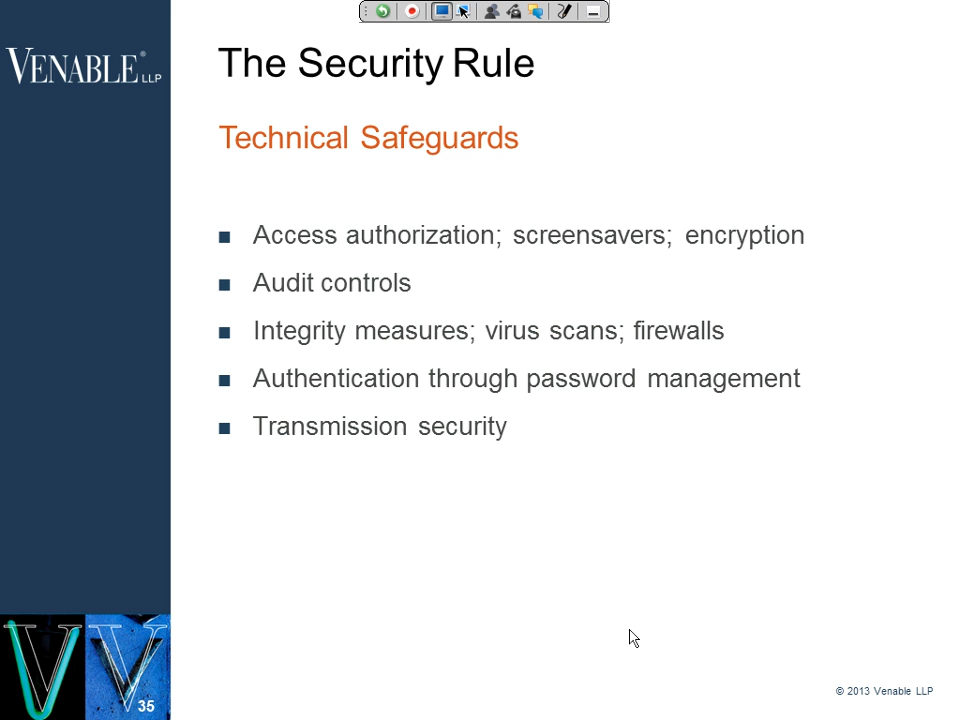 VENABLE® LLP
The Security Rule
Technical Safeguards
■ Access authorization; screensavers; encryption
■ Audit controls
■ Integrity measures; virus scans; firewalls
■ Authentication through password management
■ Transmission security
VV
35
© 2013 Venable LLP